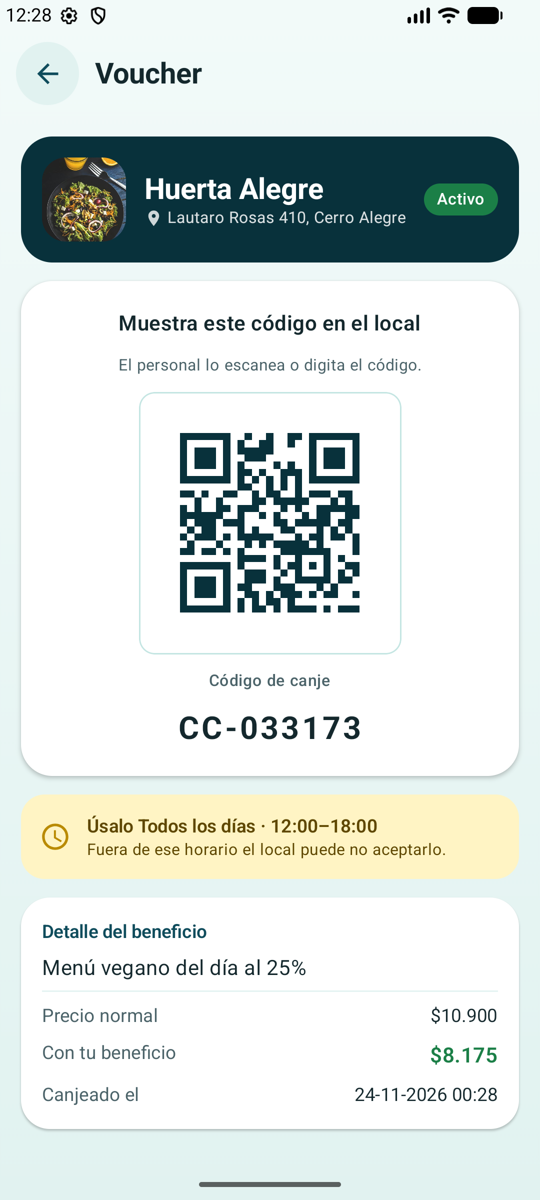 12:28
Voucher
Huerta Alegre
Lautaro Rosas 410, Cerro Alegre
Activo
Muestra este código en el local
El personal lo escanea o digita el código.
Código de canje
CC-033173
Úsalo Todos los días · 12:00–18:00
Fuera de ese horario el local puede no aceptarlo.
Detalle del beneficio
Menú vegano del día al 25%
Precio normal $10.900
Con tu beneficio $8.175
Canjeado el 24-11-2026 00:28